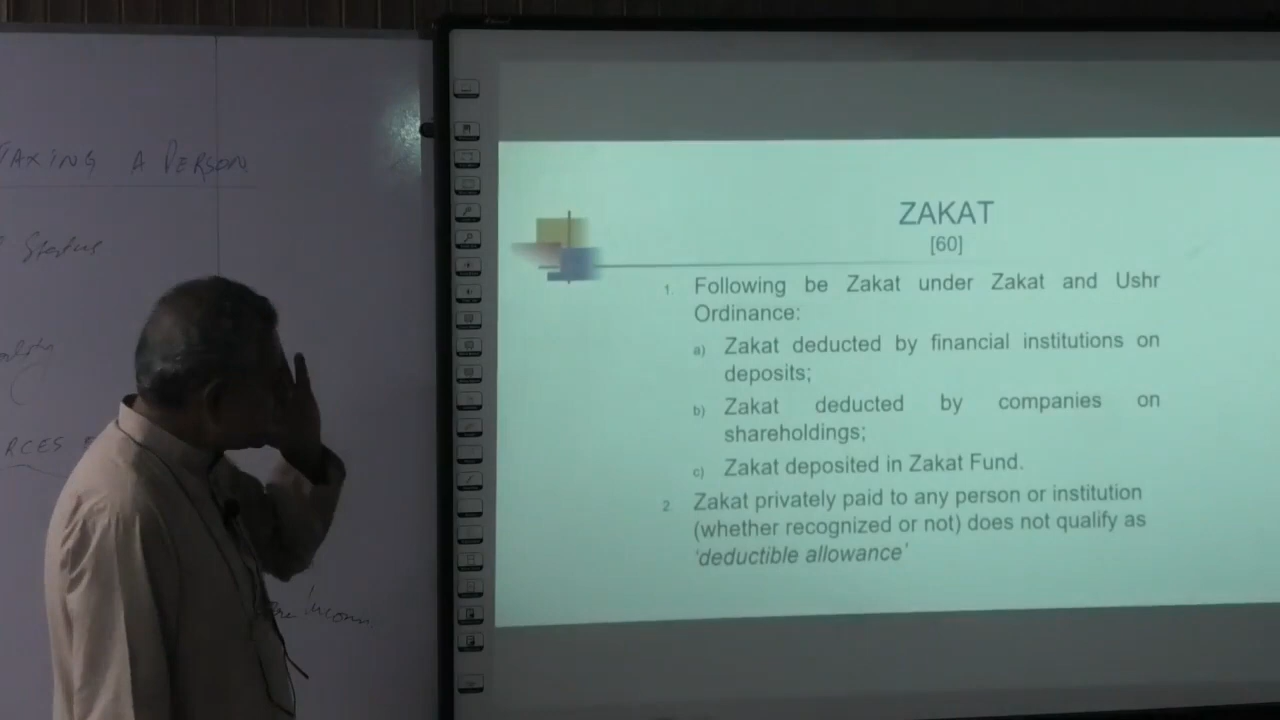 TAXING A PERSON
Status
RCES
Income
ZAKAT
[60]
1. Following be Zakat under Zakat and Ushr
Ordinance:
a) Zakat deducted by financial institutions on
deposits;
b) Zakat deducted by companies on
shareholdings;
c) Zakat deposited in Zakat Fund.
2 Zakat privately paid to any person or institution
(whether recognized or not) does not qualify as
‘deductible allowance’